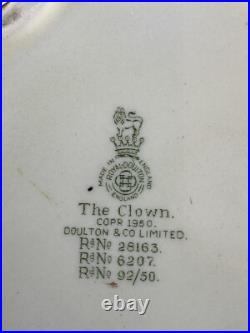 MADE IN ENGLAND
ROYAL DOULTON
ENGLAND
The Clown.
COPR 1950.
DOULTON & CO LIMITED.
Rd No 28163.
Rd No 6207.
Rd No 92/50.